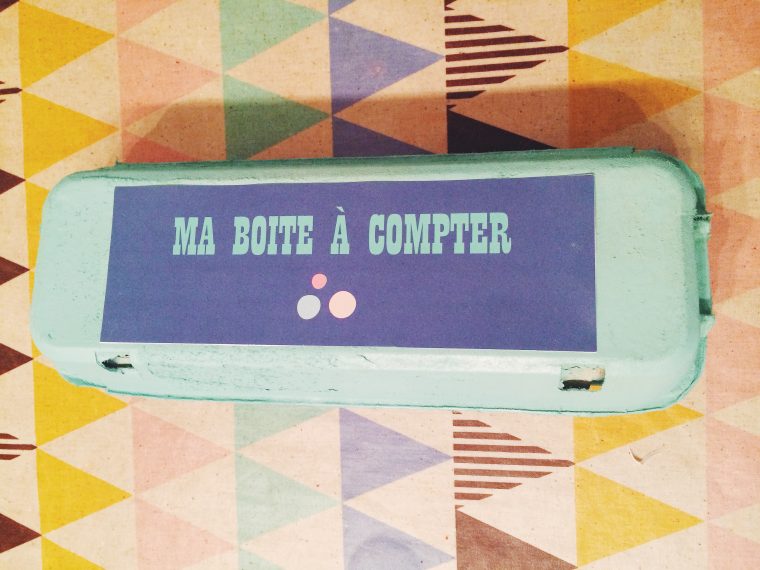 MA BOITE À COMPTER